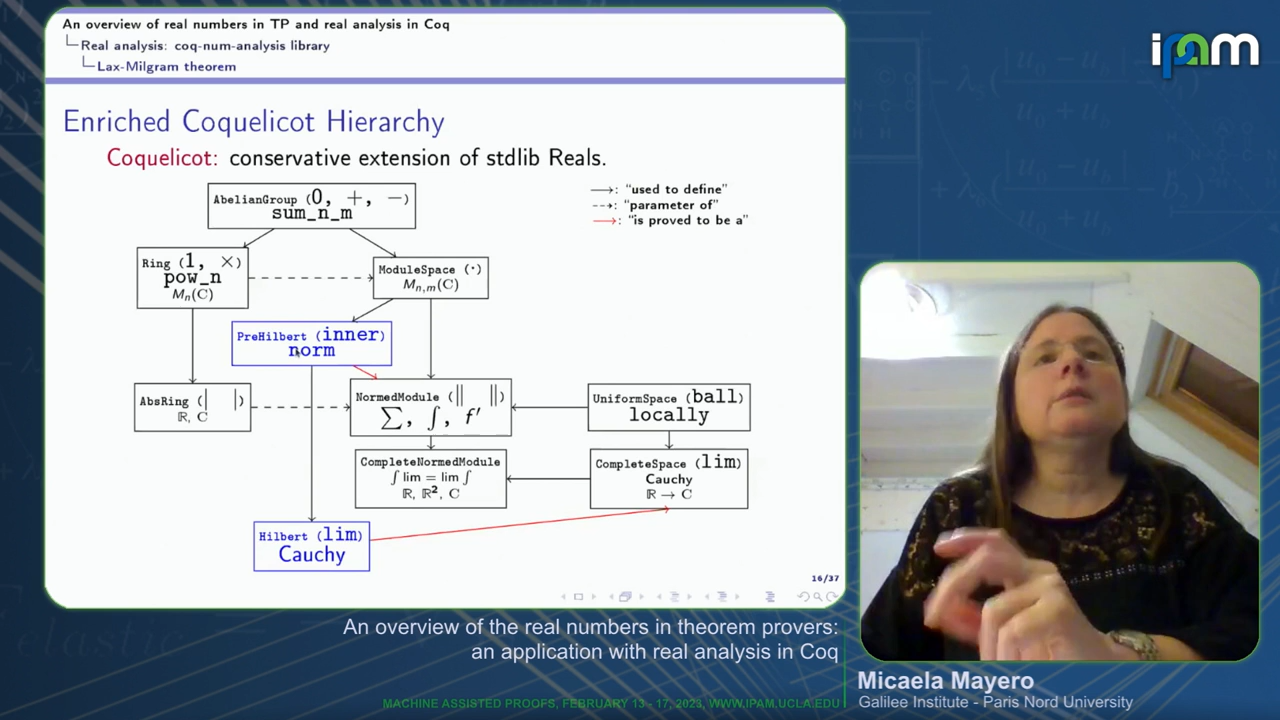 An overview of real numbers in TP and real analysis in Coq
Real analysis: coq-num-analysis library
Lax-Milgram theorem
ipam
Enriched Coquelicot Hierarchy
Coquelicot: conservative extension of stdlib Reals.
AbelianGroup (0, +, −)
sum_n_m
⟶: "used to define"
⇢: "parameter of"
⟶: "is proved to be a"
Ring (1, ×)
pow_n
Mₙ(ℂ)
ModuleSpace (·)
Mₙ,ₘ(ℂ)
PreHilbert (inner)
norm
AbsRing (| |)
ℝ, ℂ
NormedModule (‖ ‖)
∑, ∫, f′
UniformSpace (ball)
locally
CompleteNormedModule
∫ lim = lim ∫
ℝ, ℝ², ℂ
CompleteSpace (lim)
Cauchy
ℝ → ℂ
Hilbert (lim)
Cauchy
16/37
An overview of the real numbers in theorem provers:
an application with real analysis in Coq
Micaela Mayero
Galilee Institute - Paris Nord University
MACHINE ASSISTED PROOFS, FEBRUARY 13 - 17, 2023, WWW.IPAM.UCLA.EDU